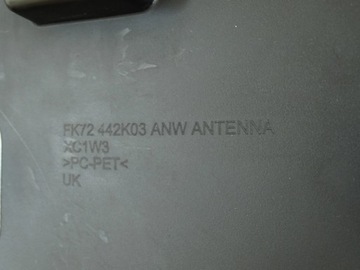 FK72 442K03 ANW ANTENNA
XC1W3
>PC-PET<
UK